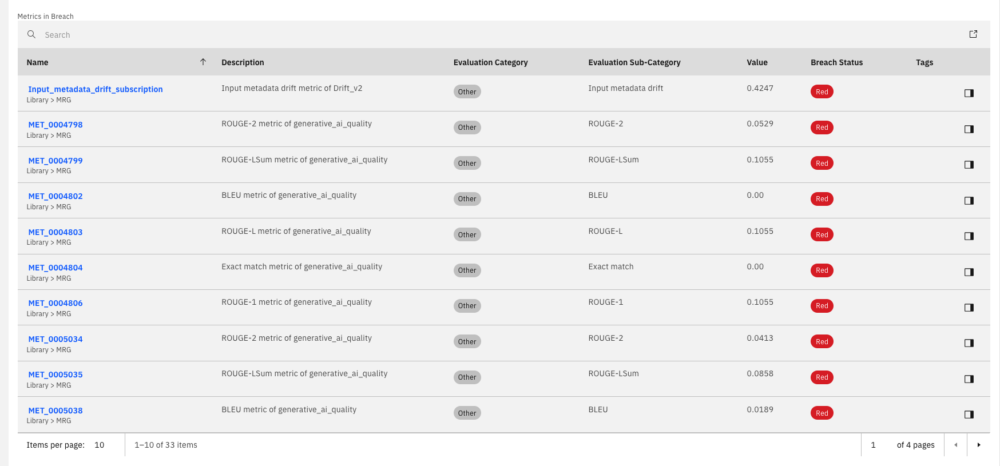 Metrics in Breach
Search
Name Description Evaluation Category Evaluation Sub-Category Value Breach Status Tags
Input_metadata_drift_subscription Input metadata drift metric of Drift_v2 Other Input metadata drift 0.4247 Red
Library > MRG
MET_0004798 ROUGE-2 metric of generative_ai_quality Other ROUGE-2 0.0529 Red
Library > MRG
MET_0004799 ROUGE-LSum metric of generative_ai_quality Other ROUGE-LSum 0.1055 Red
Library > MRG
MET_0004802 BLEU metric of generative_ai_quality Other BLEU 0.00 Red
Library > MRG
MET_0004803 ROUGE-L metric of generative_ai_quality Other ROUGE-L 0.1055 Red
Library > MRG
MET_0004804 Exact match metric of generative_ai_quality Other Exact match 0.00 Red
Library > MRG
MET_0004806 ROUGE-1 metric of generative_ai_quality Other ROUGE-1 0.1055 Red
Library > MRG
MET_0005034 ROUGE-2 metric of generative_ai_quality Other ROUGE-2 0.0413 Red
Library > MRG
MET_0005035 ROUGE-LSum metric of generative_ai_quality Other ROUGE-LSum 0.0858 Red
Library > MRG
MET_0005038 BLEU metric of generative_ai_quality Other BLEU 0.0189 Red
Library > MRG
Items per page: 10 1–10 of 33 items 1 of 4 pages